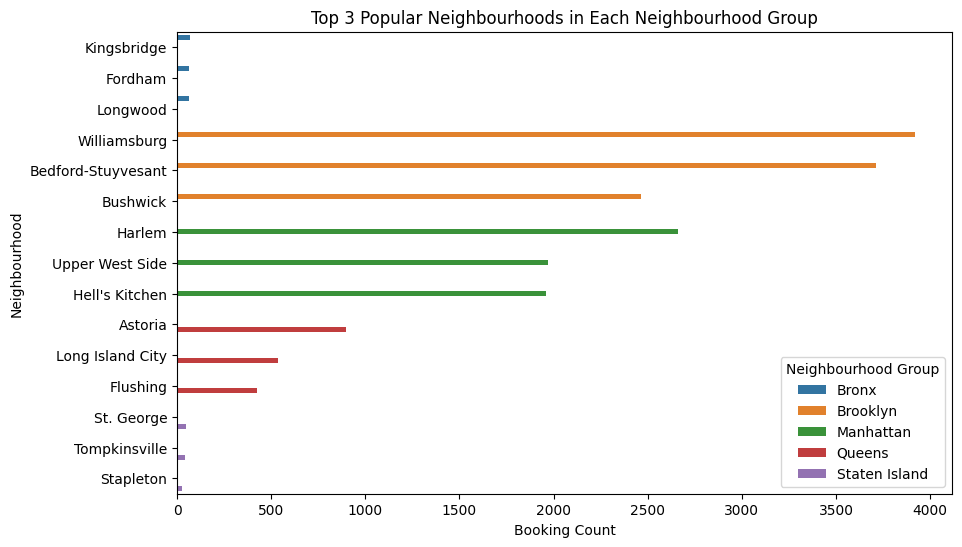 Top 3 Popular Neighbourhoods in Each Neighbourhood Group
Neighbourhood
Kingsbridge
Fordham
Longwood
Williamsburg
Bedford-Stuyvesant
Bushwick
Harlem
Upper West Side
Hell's Kitchen
Astoria
Long Island City
Flushing
St. George
Tompkinsville
Stapleton
Neighbourhood Group
Bronx
Brooklyn
Manhattan
Queens
Staten Island
0 500 1000 1500 2000 2500 3000 3500 4000
Booking Count